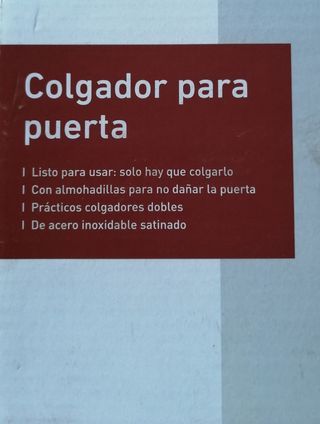 Colgador para
puerta
I Listo para usar: solo hay que colgarlo
I Con almohadillas para no dañar la puerta
I Prácticos colgadores dobles
I De acero inoxidable satinado